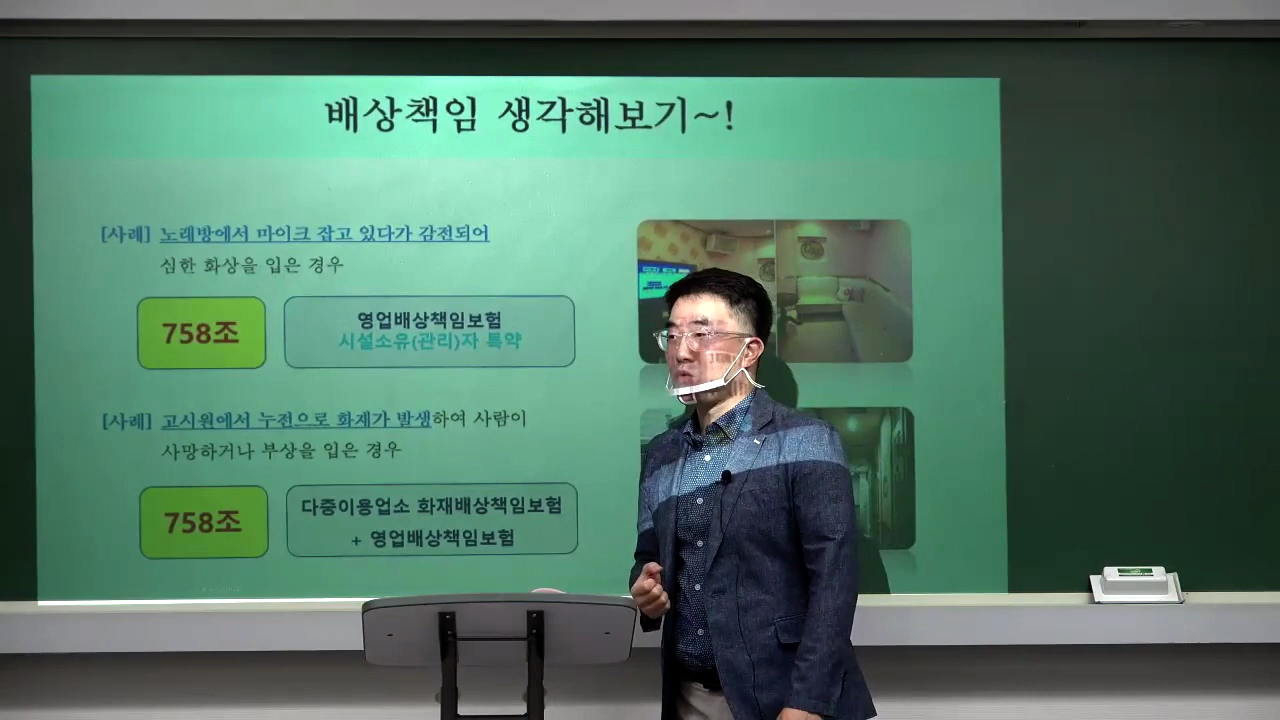 배상책임 생각해보기~!
[사례] 노래방에서 마이크 잡고 있다가 감전되어
심한 화상을 입은 경우
758조
영업배상책임보험
시설소유(관리)자 특약
[사례] 고시원에서 누전으로 화재가 발생하여 사람이
사망하거나 부상을 입은 경우
758조
다중이용업소 화재배상책임보험
+ 영업배상책임보험